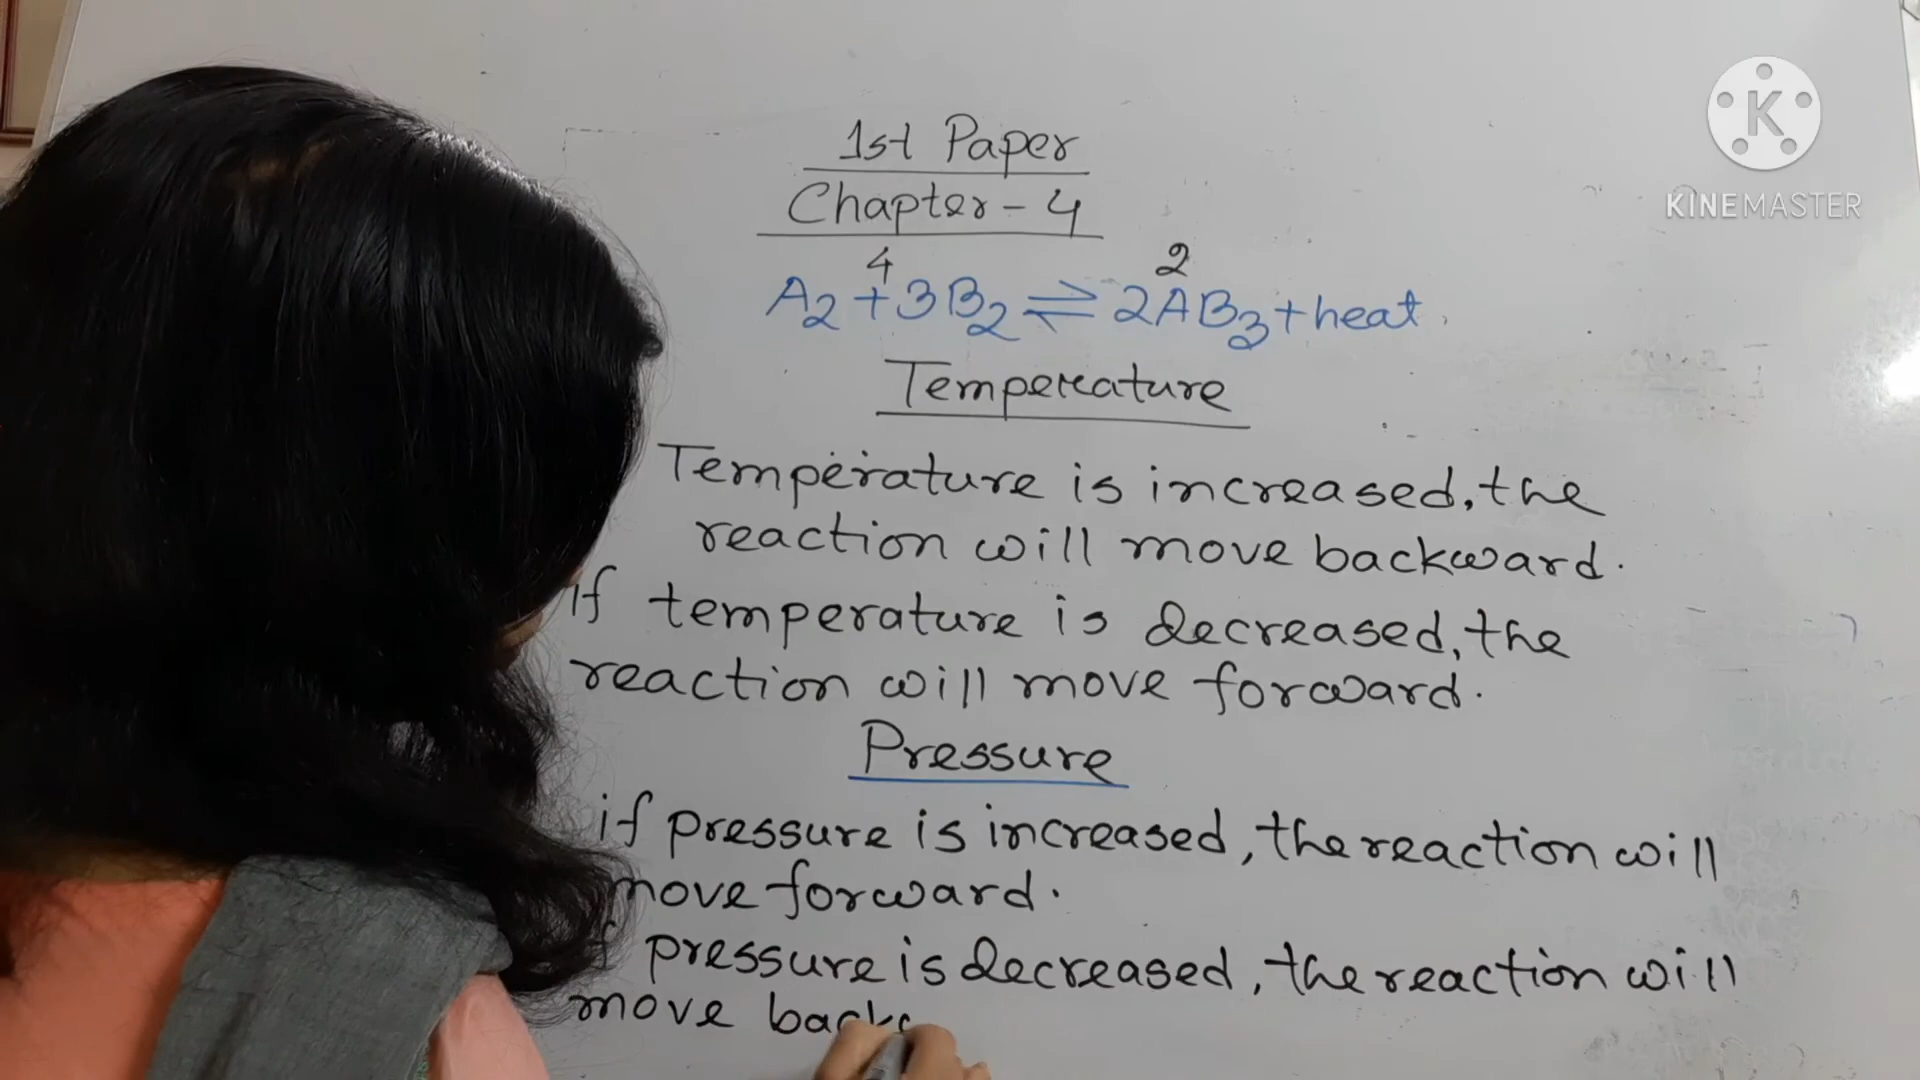 1st Paper
Chapter - 4
4 2
A2 + 3B2 ⇌ 2AB3 + heat
Temperature
Temperature is increased, the
reaction will move backward.
If temperature is decreased, the
reaction will move forward.
Pressure
if pressure is increased, the reaction will
move forward.
pressure is decreased, the reaction will
move back
K
KINEMASTER